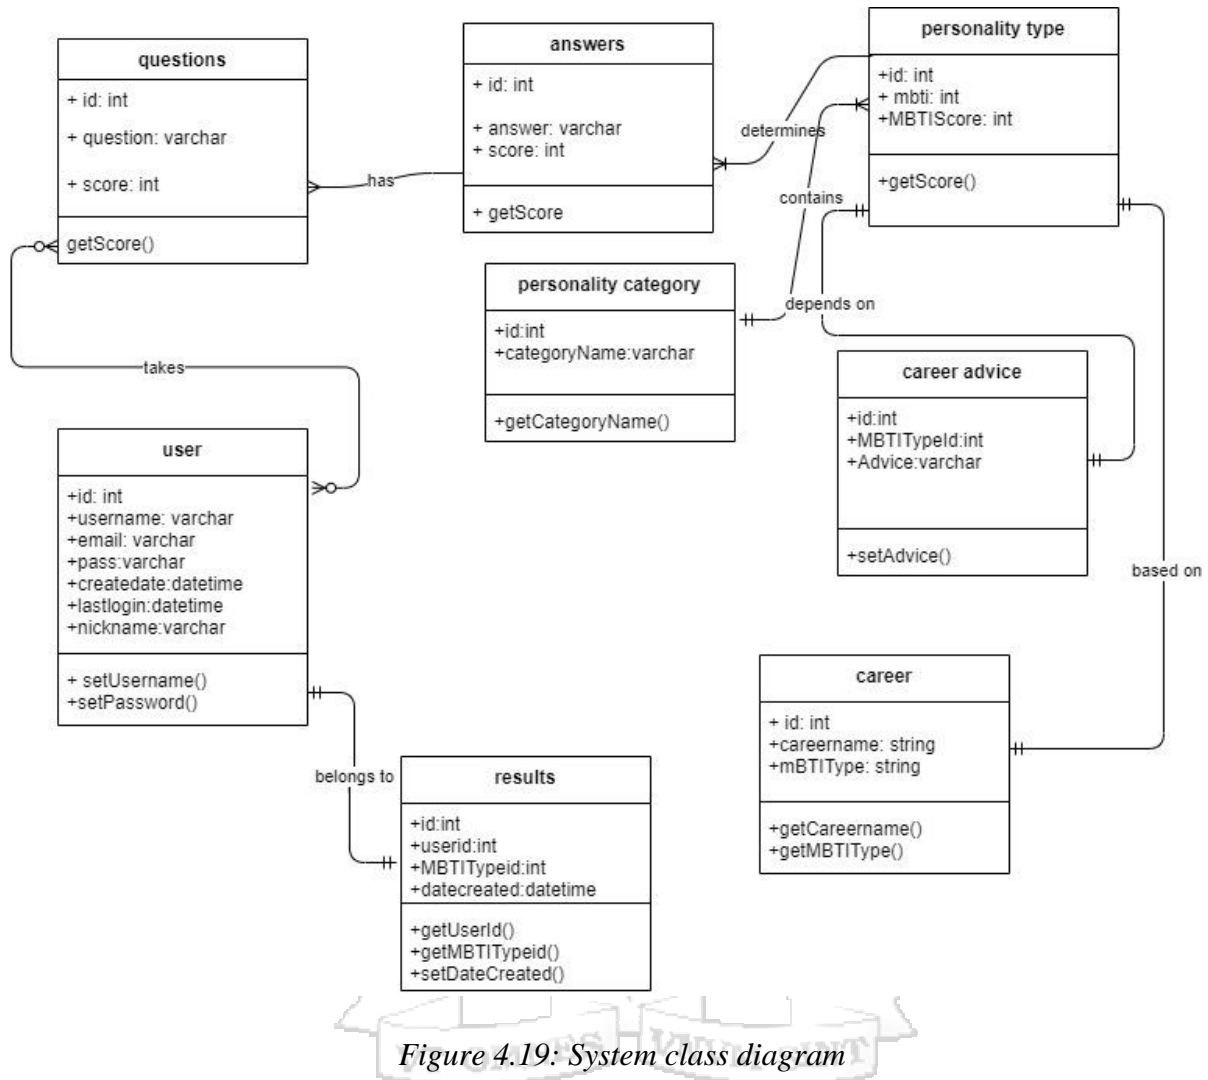 questions
+ id: int
+ question: varchar
+ score: int
getScore()
has
answers
+ id: int
+ answer: varchar
+ score: int
+ getScore
determines
personality type
+id: int
+ mbti: int
+MBTIScore: int
+getScore()
contains
personality category
+id:int
+categoryName:varchar
+getCategoryName()
depends on
takes
career advice
+id:int
+MBTITypeId:int
+Advice:varchar
+setAdvice()
based on
user
+id: int
+username: varchar
+email: varchar
+pass:varchar
+createdate:datetime
+lastlogin:datetime
+nickname:varchar
+ setUsername()
+setPassword()
belongs to
results
+id:int
+userid:int
+MBTITypeid:int
+datecreated:datetime
+getUserId()
+getMBTITypeid()
+setDateCreated()
career
+ id: int
+careername: string
+mBTIType: string
+getCareername()
+getMBTIType()
Figure 4.19: System class diagram